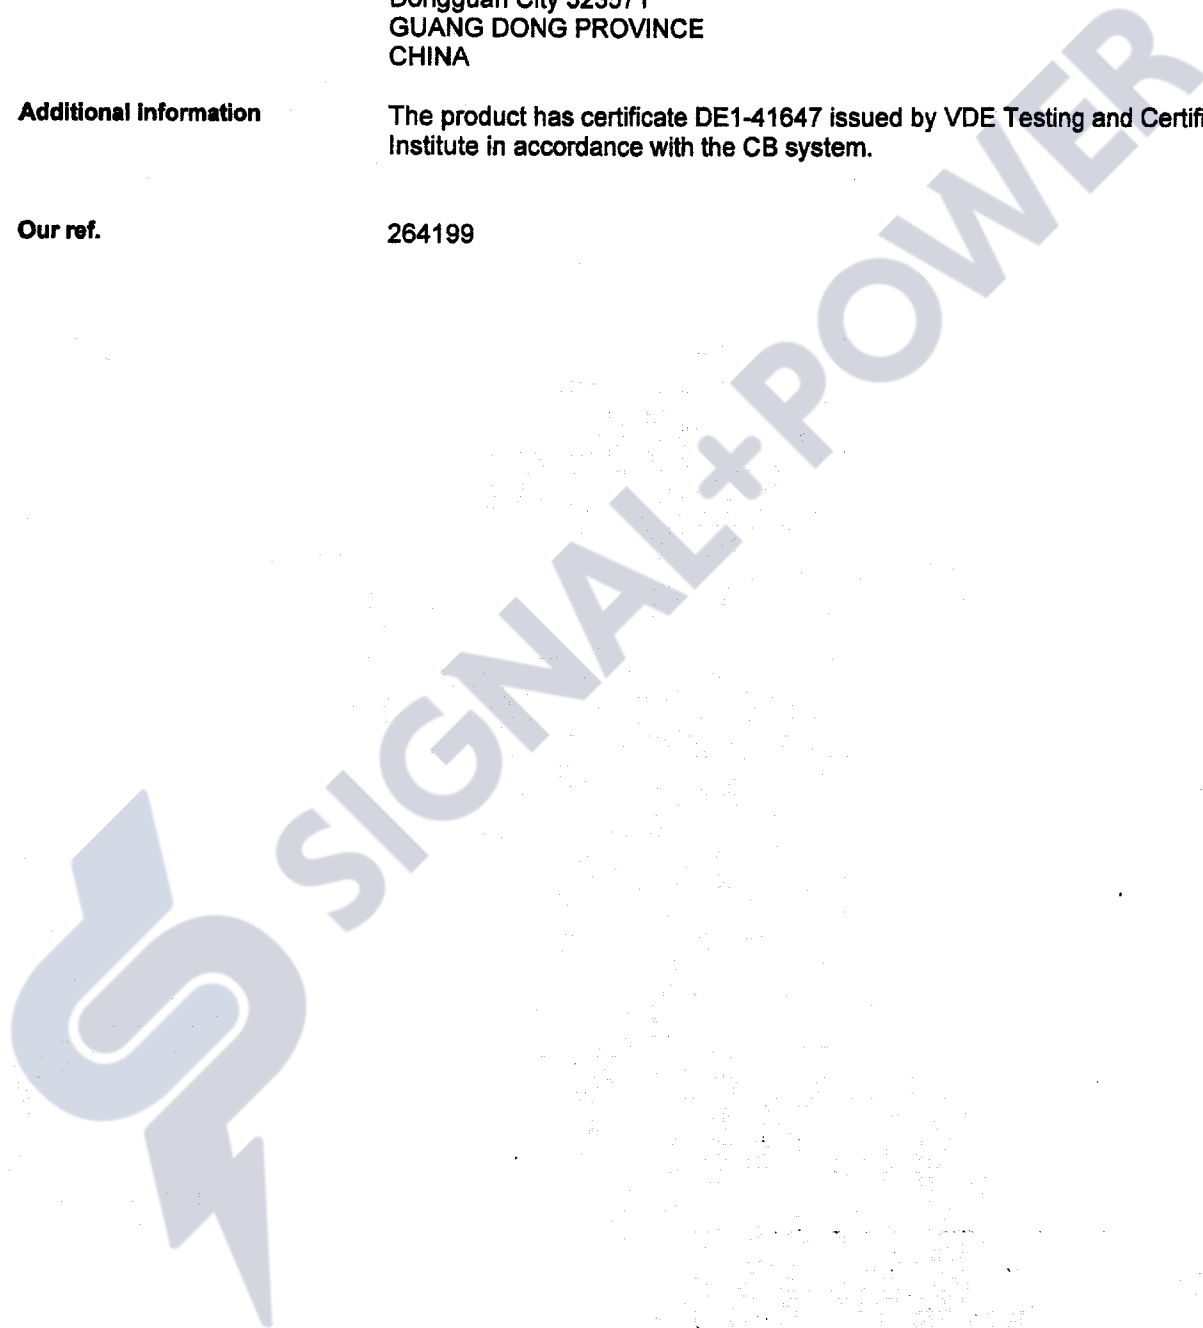 GUANG DONG PROVINCE
CHINA
Additional information
The product has certificate DE1-41647 issued by VDE Testing and Certifi
Institute in accordance with the CB system.
Our ref.
264199
SIGNAL+POWER